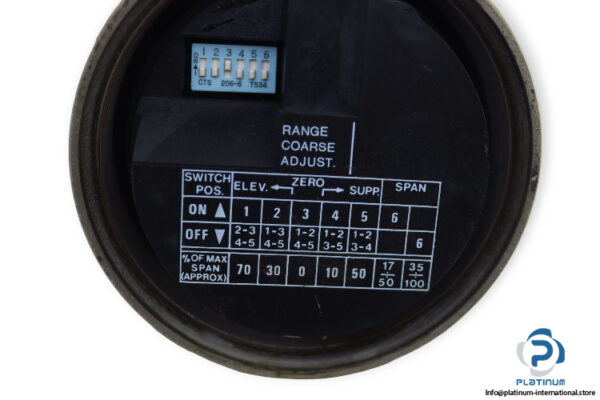 1 2 3 4 5 6
ON
CTS 206-6 T534
RANGE
COARSE
ADJUST.
SWITCH POS. ELEV. ← ZERO → SUPP. SPAN
ON ▲ 1 2 3 4 5 6
OFF ▼ 2-3 4-5 1-3 4-5 1-2 4-5 1-2 3-5 1-2 3-4 6
% OF MAX SPAN (APPROX) 70 30 0 10 50 17 ÷ 50 35 ÷ 100
PLATINUM
https://platinum-international.store